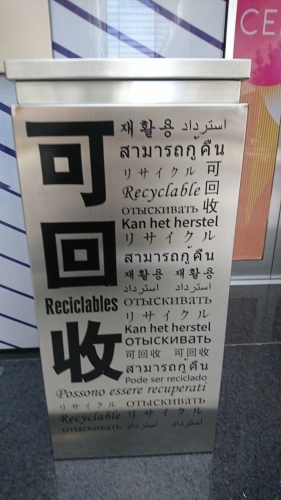 可回收
Reciclables
재활용 استرداد
สามารถกู้คืน
リサイクル 可
Recyclable 回
отыскивать 收
Kan het herstel
リサイクル
สามารถกู้คืน
재활용 재활용
استرداد استرداد
отыскивать
リサイクル
Kan het herstel
отыскивать
可回收 可回收
สามารถกู้คืน
Pode ser reciclado
Possono essere recuperati
リサイクル отыскивать
Recyclable リサイクル
отыскивать استرداد استرداد
CE